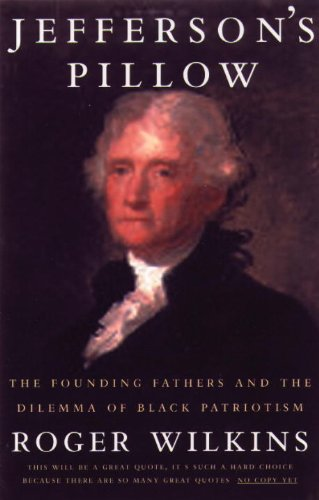 JEFFERSON'S
PILLOW
THE FOUNDING FATHERS AND THE
DILEMMA OF BLACK PATRIOTISM
ROGER WILKINS
THIS WILL BE A GREAT QUOTE, IT'S SUCH A HARD CHOICE
BECAUSE THERE ARE SO MANY GREAT QUOTES NO COPY YET